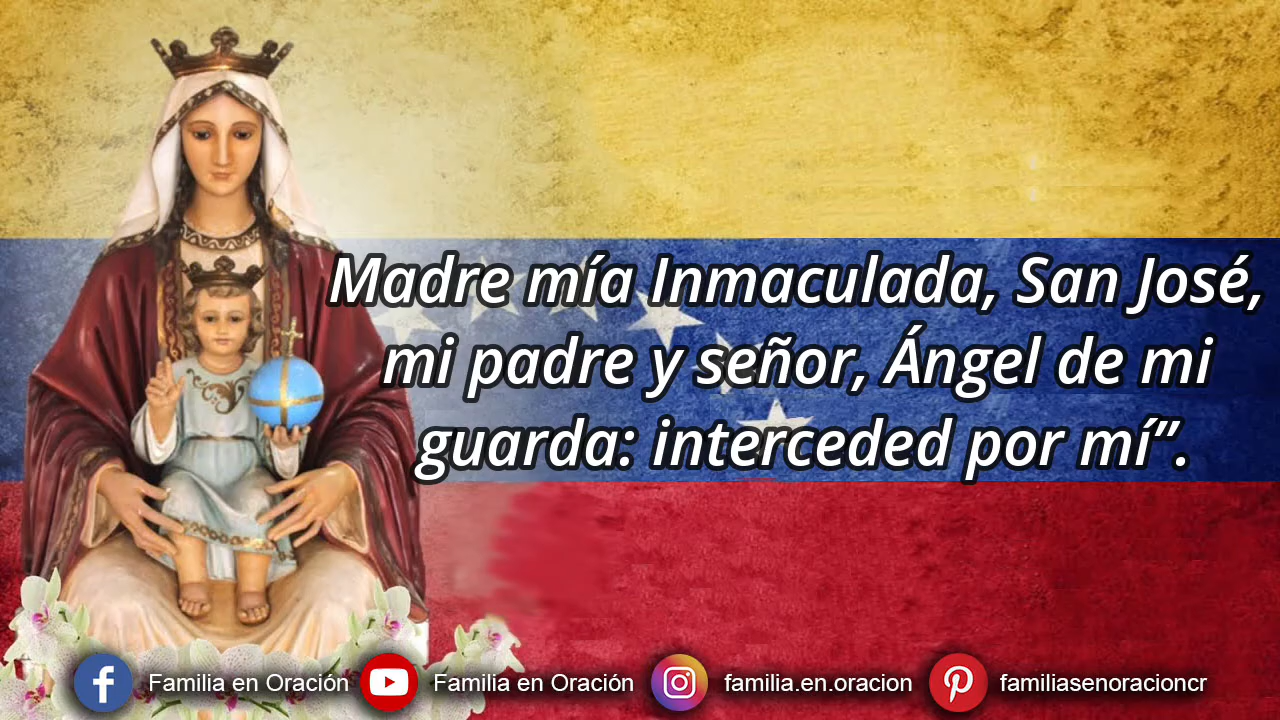 Madre mía Inmaculada, San José,
mi padre y señor, Ángel de mi
guarda: interceded por mí”.
Familia en Oración Familia en Oración familia.en.oracion familiasenoracioncr